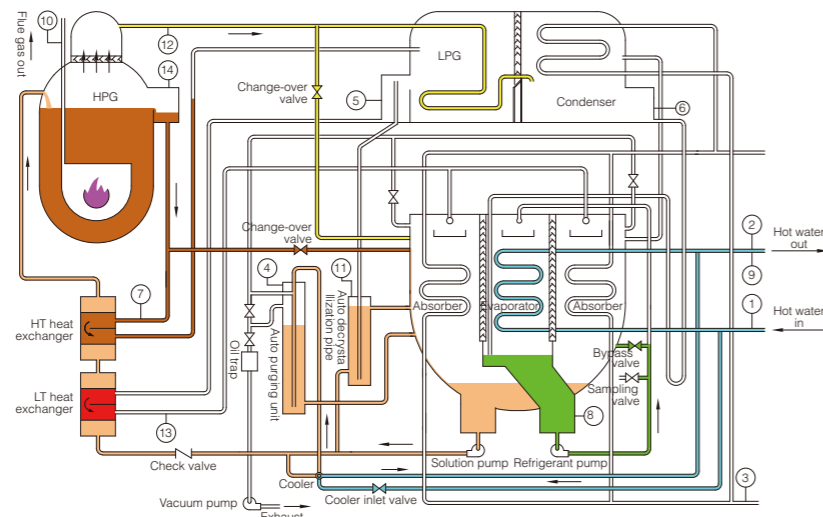 Flue gas out
10
12
14
HPG
LPG
Condenser
5
6
Change-over
valve
Change-over
valve
2
Hot water
out
9
1
Hot water
in
4
11
7
Absorber
Evaporator
Absorber
HT heat
exchanger
Oil trap
Auto purging unit
Auto decrysta
llization pipe
Bypass
valve
Sampling
valve
LT heat
exchanger
13
8
Check valve
Solution pump
Refrigerant pump
Cooler
Cooler inlet valve
3
Vacuum pump
Exhaust